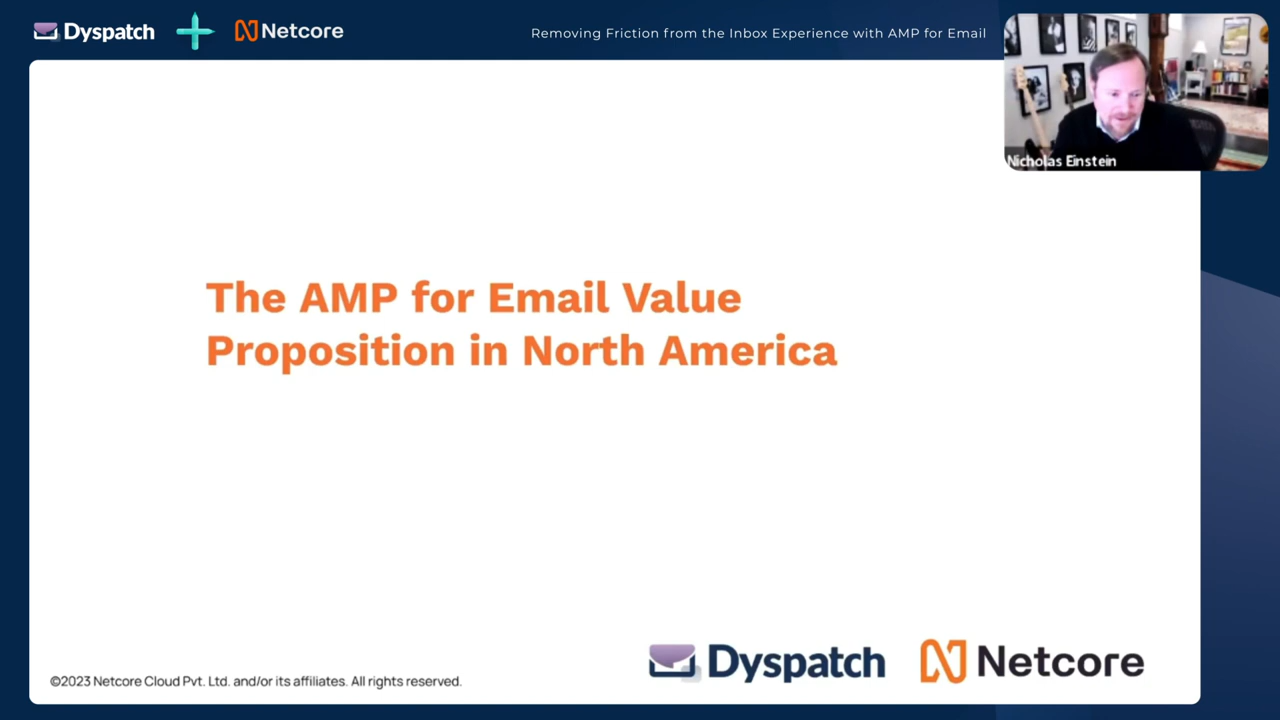 Dyspatch
Netcore
Removing Friction from the Inbox Experience with AMP for Email
Nicholas Einstein
The AMP for Email Value
Proposition in North America
Dyspatch
Netcore
©2023 Netcore Cloud Pvt. Ltd. and/or its affiliates. All rights reserved.